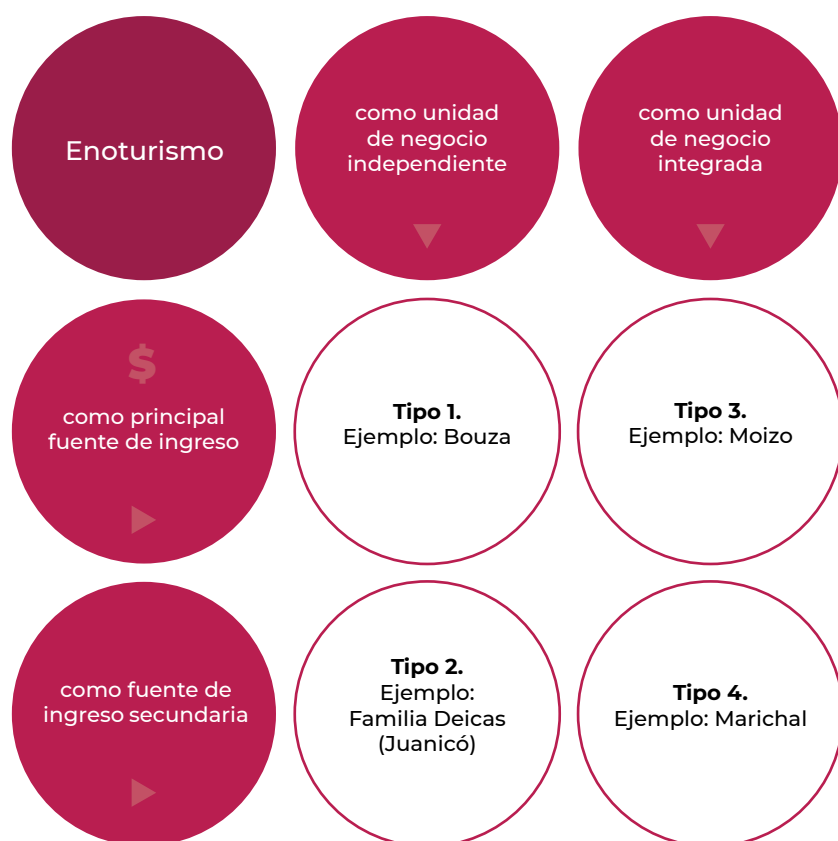 Enoturismo
como unidad
de negocio
independiente
como unidad
de negocio
integrada
$
como principal
fuente de ingreso
Tipo 1.
Ejemplo: Bouza
Tipo 3.
Ejemplo: Moizo
como fuente de
ingreso secundaria
Tipo 2.
Ejemplo:
Familia Deicas
(Juanicó)
Tipo 4.
Ejemplo: Marichal